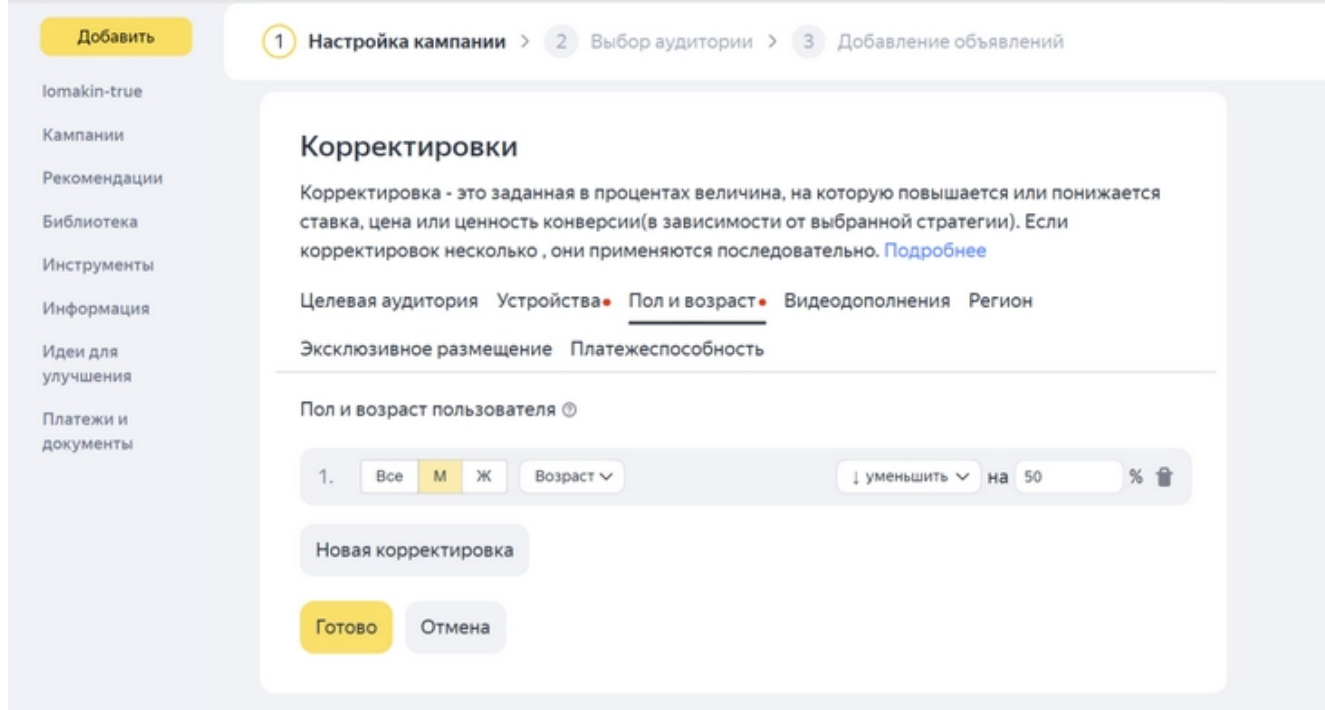 Добавить
1 Настройка кампании > 2 Выбор аудитории > 3 Добавление объявлений
lomakin-true
Кампании
Рекомендации
Библиотека
Инструменты
Информация
Идеи для
улучшения
Платежи и
документы
Корректировки
Корректировка - это заданная в процентах величина, на которую повышается или понижается
ставка, цена или ценность конверсии(в зависимости от выбранной стратегии). Если
корректировок несколько , они применяются последовательно. Подробнее
Целевая аудитория Устройства• Пол и возраст• Видеодополнения Регион
Эксклюзивное размещение Платежеспособность
Пол и возраст пользователя ?
1. Все М Ж Возраст ↓ уменьшить на 50 %
Новая корректировка
Готово Отмена